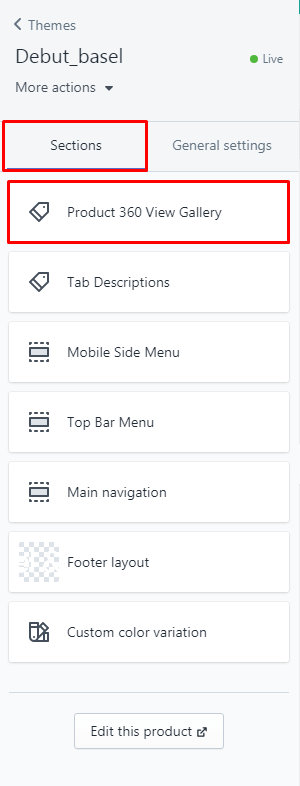 Themes
Debut_basel
Live
More actions
Sections
General settings
Product 360 View Gallery
Tab Descriptions
Mobile Side Menu
Top Bar Menu
Main navigation
Footer layout
Custom color variation
Edit this product